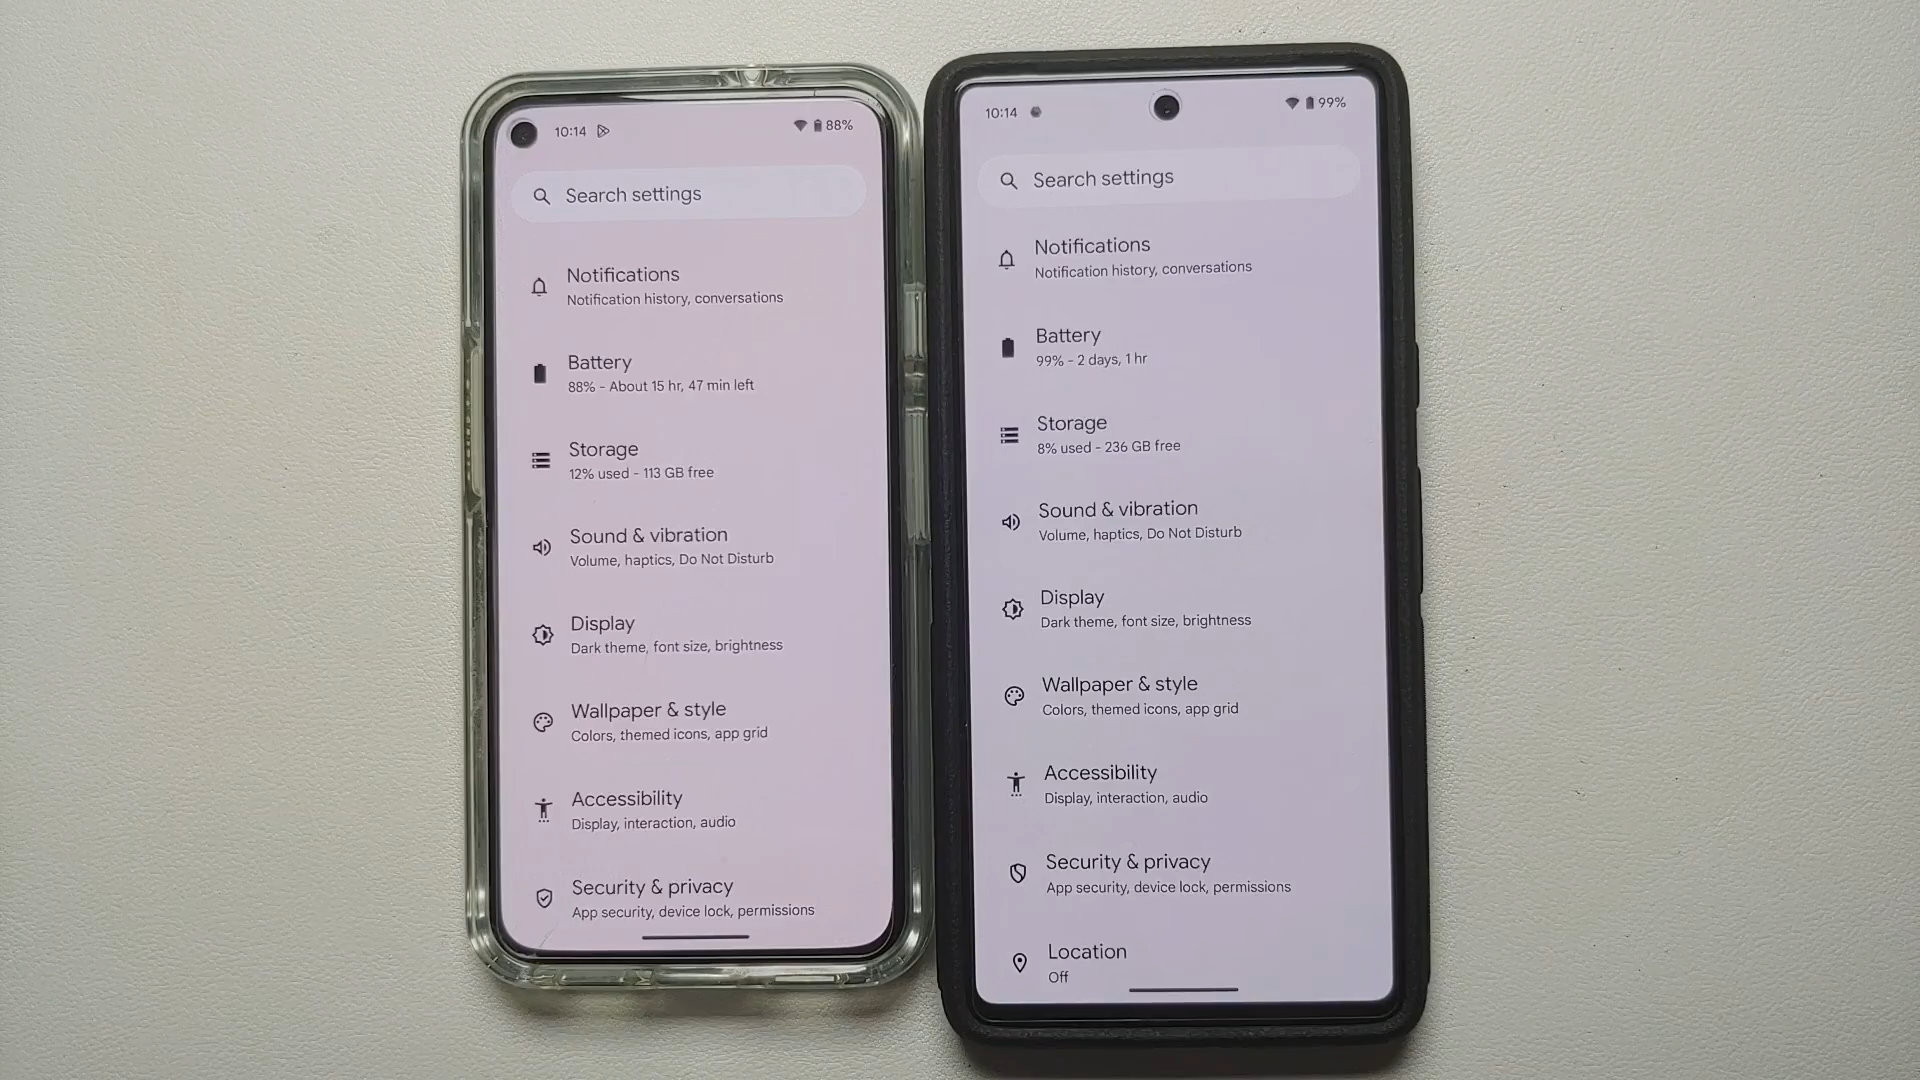 10:14
88%
Search settings
Notifications
Notification history, conversations
Battery
88% - About 15 hr, 47 min left
Storage
12% used - 113 GB free
Sound & vibration
Volume, haptics, Do Not Disturb
Display
Dark theme, font size, brightness
Wallpaper & style
Colors, themed icons, app grid
Accessibility
Display, interaction, audio
Security & privacy
App security, device lock, permissions
10:14
99%
Search settings
Notifications
Notification history, conversations
Battery
99% - 2 days, 1 hr
Storage
8% used - 236 GB free
Sound & vibration
Volume, haptics, Do Not Disturb
Display
Dark theme, font size, brightness
Wallpaper & style
Colors, themed icons, app grid
Accessibility
Display, interaction, audio
Security & privacy
App security, device lock, permissions
Location
Off